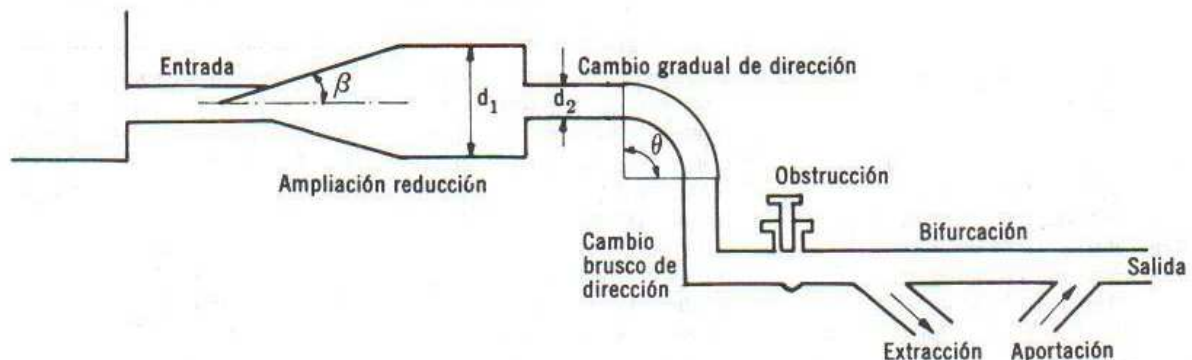 Entrada
β
d₁
Ampliación reducción
d₂
Cambio gradual de dirección
θ
Obstrucción
Cambio
brusco de
dirección
Bifurcación
Salida
Extracción
Aportación